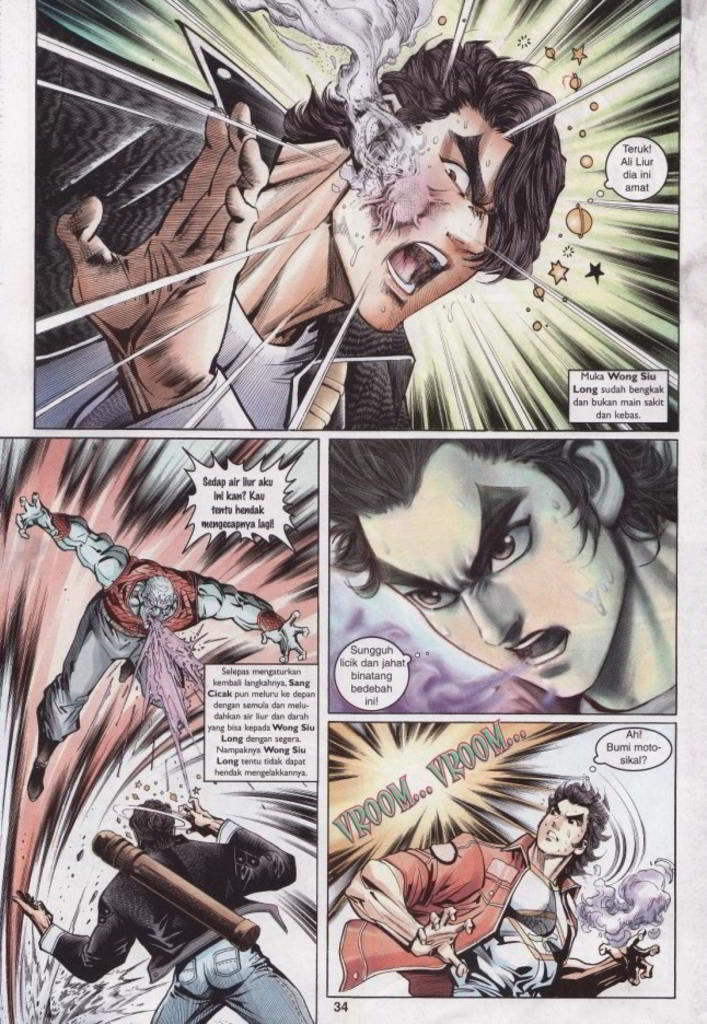 Teruk!
Ali Liur
dia ini
amat
Muka Wong Siu
Long sudah bengkak
dan bukan main sakit
dan kebas.
Sedap air liur aku
ini kan? Kau
tentu hendak
mengecapnya lagi!
Selepas mengaturkan
kembali langkahnya, Sang
Cicak pun meluru ke depan
dengan semula dan melu-
dahkan air liur dan darah
yang bisa kepada Wong Siu
Long dengan segera.
Nampaknya Wong Siu
Long tentu tidak dapat
hendak mengelakkannya.
Sungguh
licik dan jahat
binatang
bedebah
ini!
VROOM... VROOM...
Ah!
Bumi moto-
sikal?
34